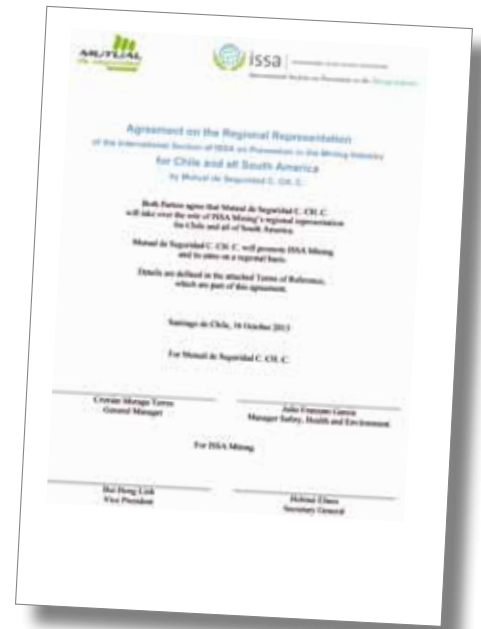 MUTUAL
issa
International Section on Prevention in the Mining Industry
Agreement on the Regional Representation
of the International Section of ISSA on Prevention in the Mining Industry
for Chile and all South America
by Mutual de Seguridad C. CH. C.
Both Parties agree that Mutual de Seguridad C. CH. C.
will take over the role of ISSA Mining's regional representation
for Chile and all of South America.
Mutual de Seguridad C. CH. C. will promote ISSA Mining
and its aims on a regional basis.
Details are defined in the attached Terms of Reference,
which are part of this agreement.
Santiago de Chile, 16 October 2013
For Mutual de Seguridad C. CH. C.
General Manager
Manager Safety, Health and Environment
For ISSA Mining
Vice President
Secretary General